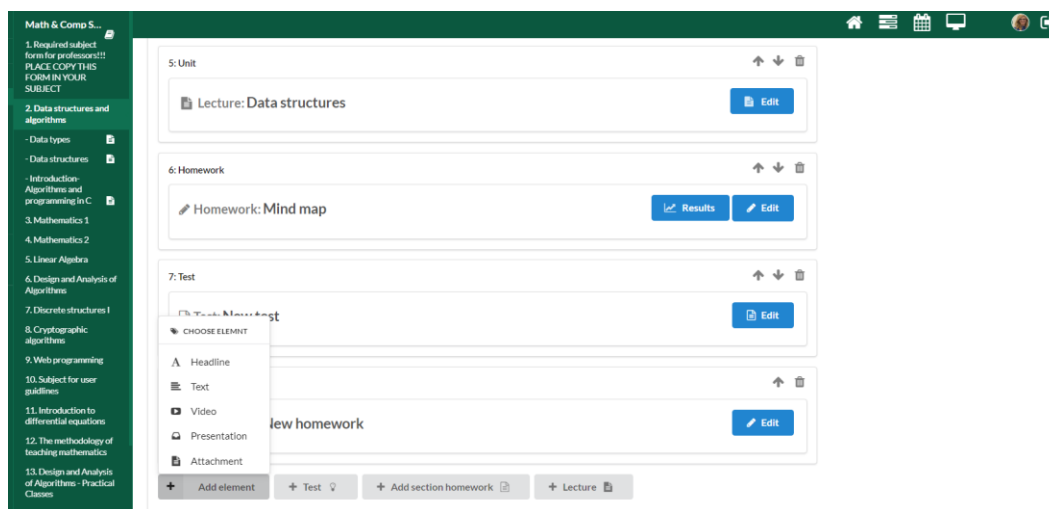 Math & Comp S...
1. Required subject
form for professors!!!
PLACE COPY THIS
FORM IN YOUR
SUBJECT
2. Data structures and
algorithms
- Data types
- Data structures
- Introduction-
Algorithms and
programming in C
3. Mathematics 1
4. Mathematics 2
5. Linear Algebra
6. Design and Analysis of
Algorithms
7. Discrete structures I
8. Cryptographic
algorithms
9. Web programming
10. Subject for user
guidlines
11. Introduction to
differential equations
12. The methodology of
teaching mathematics
13. Design and Analysis
of Algorithms - Practical
Classes
5: Unit
Lecture: Data structures
Edit
6: Homework
Homework: Mind map
Results
Edit
7: Test
Test: New test
Edit
CHOOSE ELEMNT
Headline
Text
Video
Presentation
Attachment
New homework
Edit
+ Add element
+ Test
+ Add section homework
+ Lecture